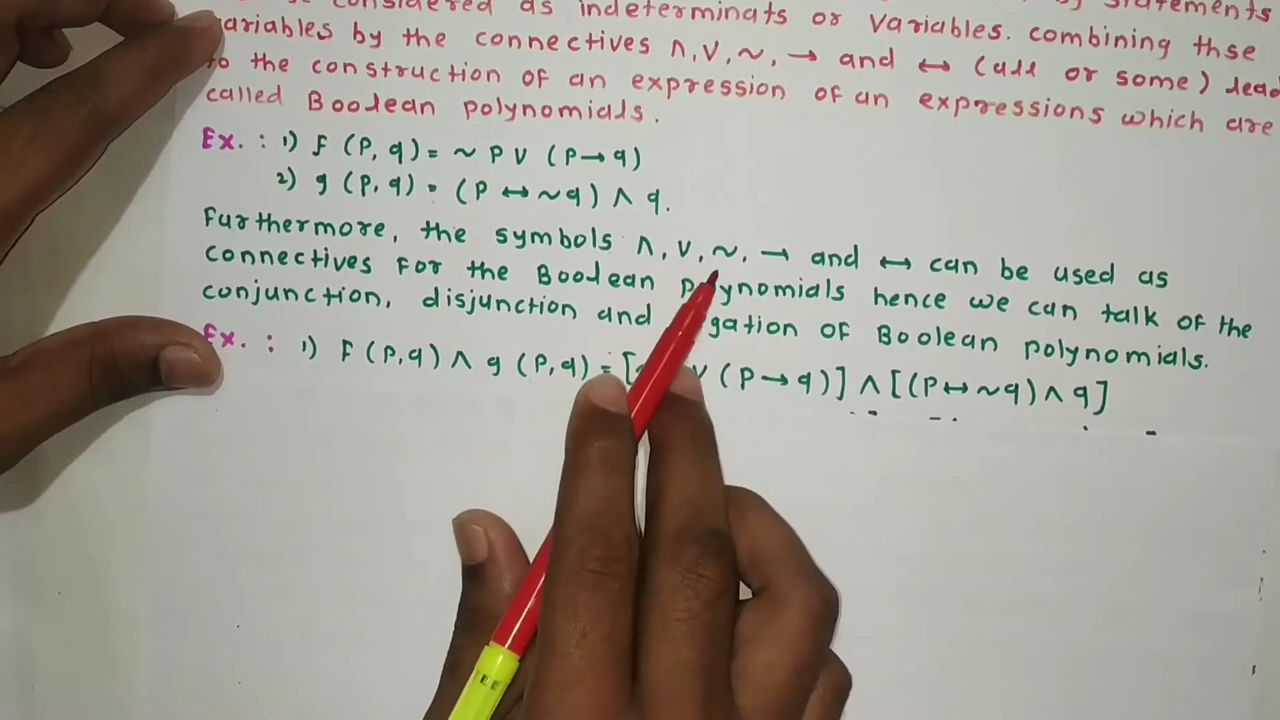 considered as indeterminats or variables. combining thse statements
variables by the connectives ∧, ∨, ~, → and ↔ (all or some) lead
to the construction of an expression of an expressions which are
called Boolean polynomials.
Ex. : 1) f (p, q) = ~ p ∨ (p → q)
2) g (p, q) = (p ↔ ~q) ∧ q.
Furthermore, the symbols ∧, ∨, ~, → and ↔ can be used as
connectives for the Boolean polynomials hence we can talk of the
conjunction, disjunction and of Boolean polynomials.
Ex. : 1) f (p, q) ∧ g (p, q) = [ ∨ (p → q)] ∧ [(p ↔ ~q) ∧ q]